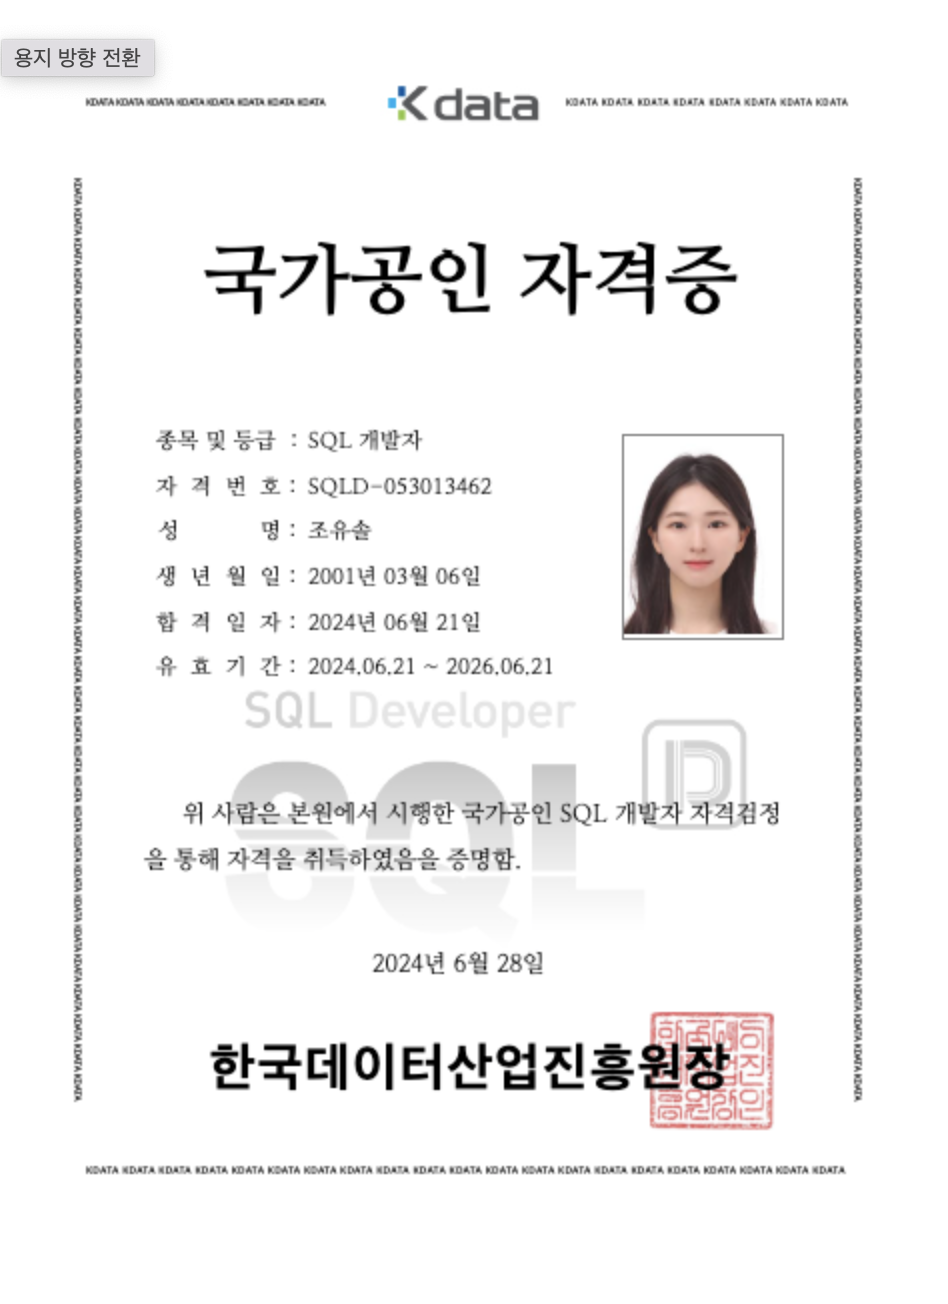 용지 방향 전환
KDATA KDATA KDATA KDATA KDATA KDATA KDATA KDATA
Kdata
KDATA KDATA KDATA KDATA KDATA KDATA KDATA KDATA
국가공인 자격증
종목 및 등급 : SQL 개발자
자 격 번 호 : SQLD-053013462
성 명 : 조유솔
생 년 월 일 : 2001년 03월 06일
합 격 일 자 : 2024년 06월 21일
유 효 기 간 : 2024.06.21 ~ 2026.06.21
SQL Developer
SQL
D
위 사람은 본원에서 시행한 국가공인 SQL 개발자 자격검정
을 통해 자격을 취득하였음을 증명함.
2024년 6월 28일
한국데이터산업진흥원장
KDATA KDATA KDATA KDATA KDATA KDATA KDATA KDATA KDATA KDATA KDATA KDATA KDATA KDATA KDATA KDATA KDATA KDATA KDATA KDATA KDATA